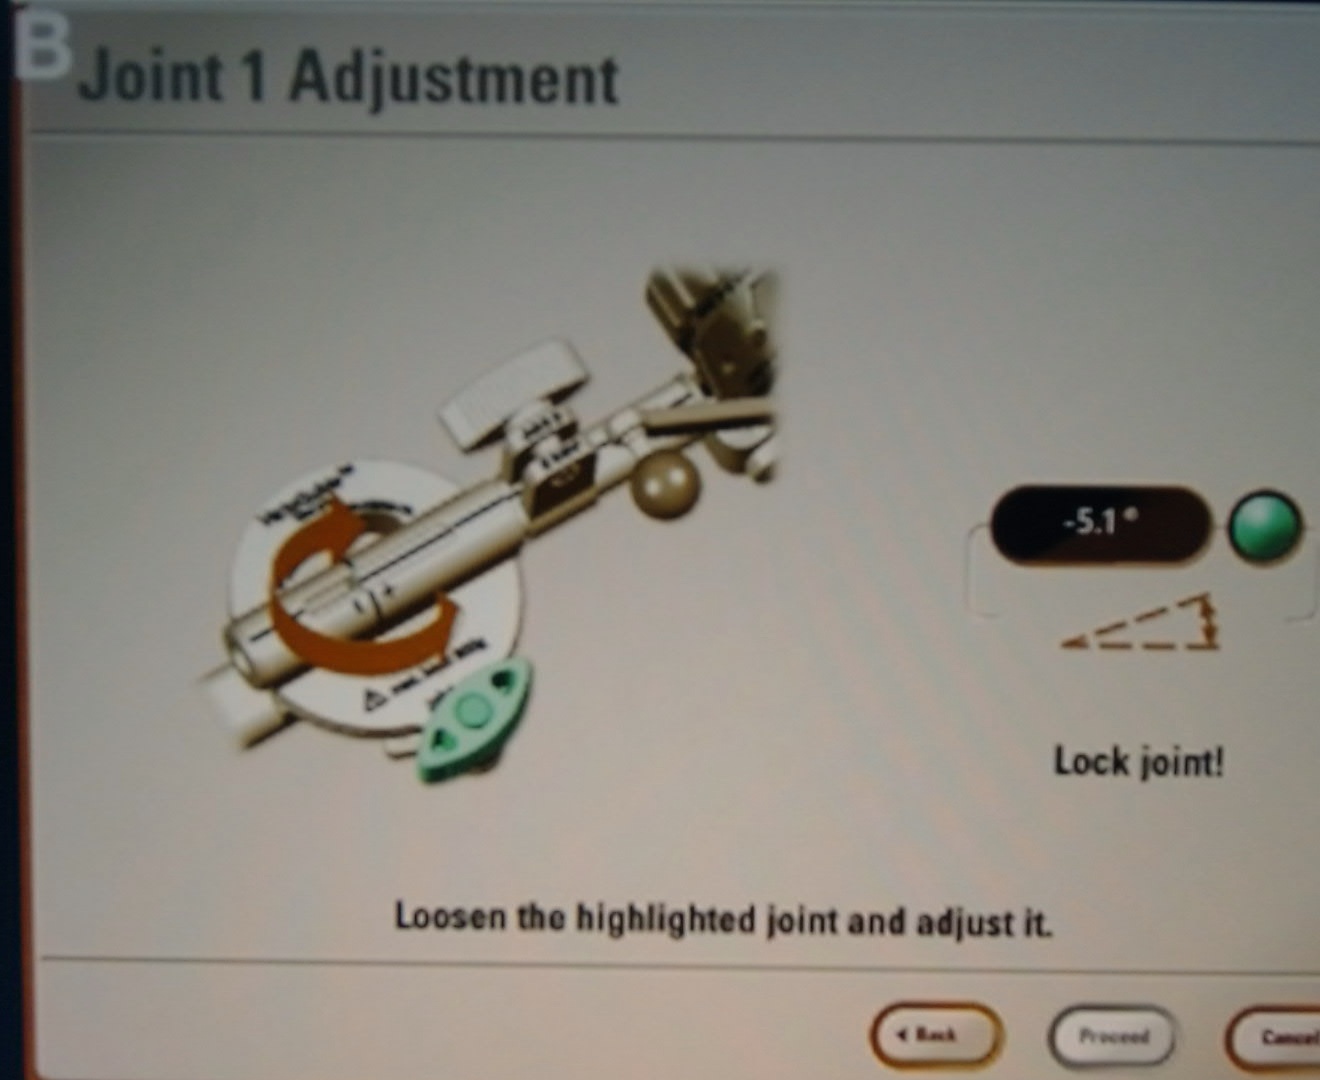 B
Joint 1 Adjustment
-5.1°
Lock joint!
Loosen the highlighted joint and adjust it.
Back
Proceed
Cancel